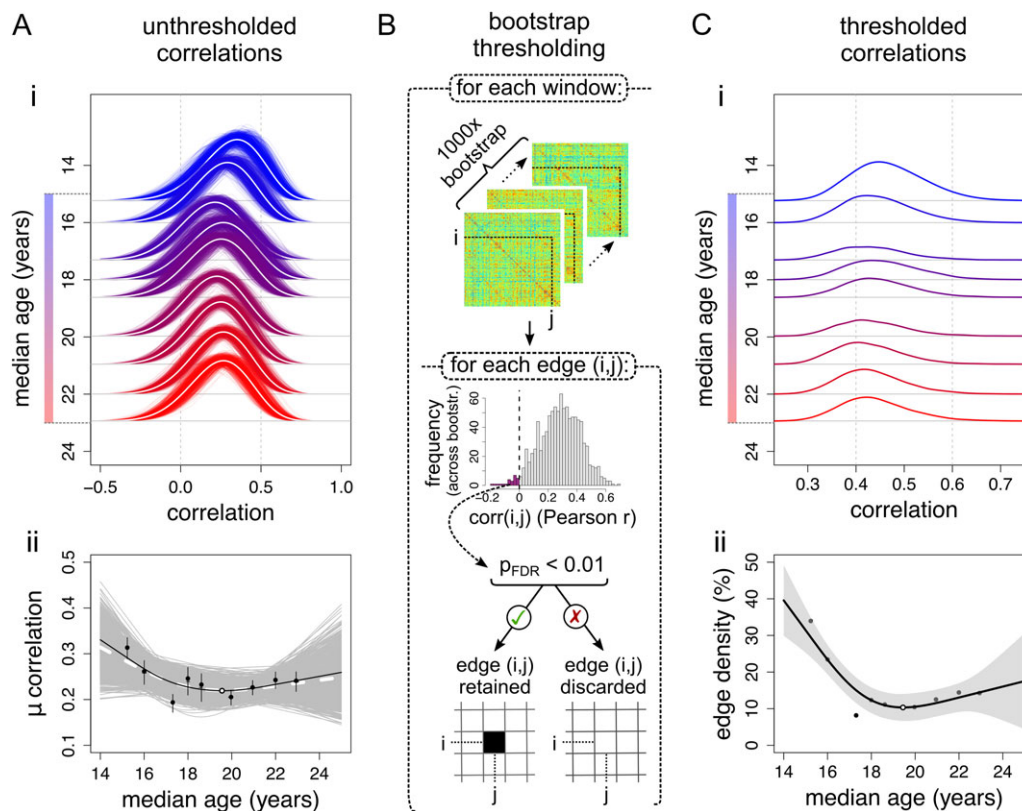 A
unthresholded
correlations
i
14
16
18
20
22
24
median age (years)
−0.5
0.0
0.5
1.0
correlation
ii
0.5
0.4
0.3
0.2
0.1
μ correlation
14
16
18
20
22
24
median age (years)
B
bootstrap
thresholding
for each window:
1000x
bootstrap
i
j
for each edge (i,j):
60
40
20
0
frequency
(across bootstr.)
−0.2
0
0.2
0.4
0.6
corr(i,j) (Pearson r)
pFDR < 0.01
✓
✗
edge (i,j)
retained
edge (i,j)
discarded
i
j
i
j
C
thresholded
correlations
i
14
16
18
20
22
24
median age (years)
0.3
0.4
0.5
0.6
0.7
correlation
ii
50
40
30
20
10
0
edge density (%)
14
16
18
20
22
24
median age (years)